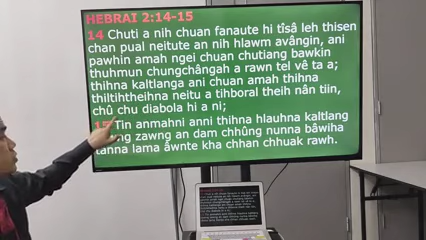 HEBRAI 2:14-15
14 Chuti a nih chuan fanaute hi tîsâ leh thisen
chan pual neitute an nih hlawm avângin, ani
pawhin amah ngei chuan chutiang bawkin
thuhmun chungchângah a rawn tel vê ta a;
thihna kaltlanga ani chuan amah thihna
thiltihtheihna neitu a tihboral theih nân tiin,
chû chu diabola hi a ni;
Tin anmahni anni thihna hlauhna kaltlang
zawng an dam chhûng nunna bâwiha
tanna lama âwnte kha chhan chhuak rawh.